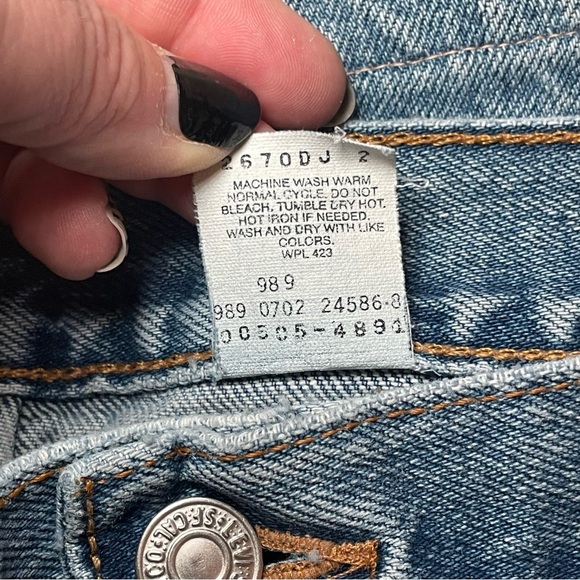 2670DJ 2
MACHINE WASH WARM
NORMAL CYCLE. DO NOT
BLEACH. TUMBLE DRY HOT.
HOT IRON IF NEEDED.
WASH AND DRY WITH LIKE
COLORS.
WPL 423
989
989 0702 24586-8
00505-4891